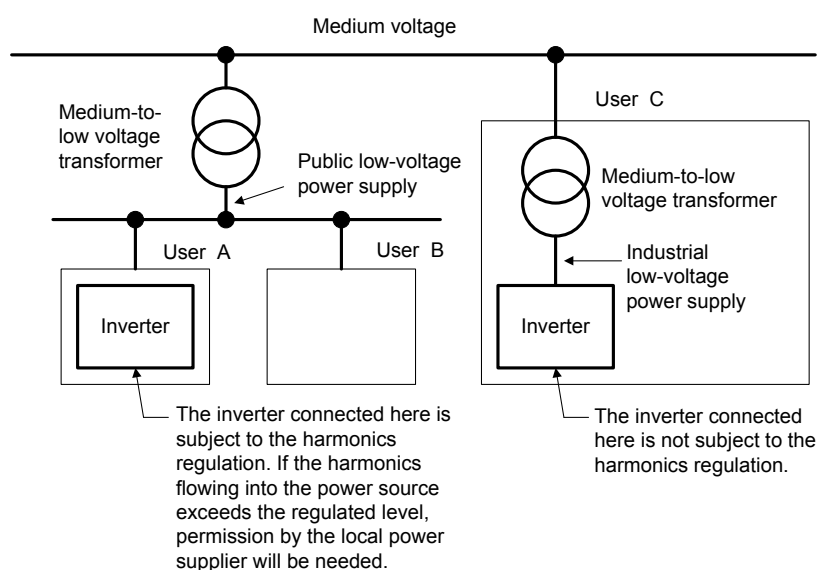 Medium voltage
User C
Medium-to-
low voltage
transformer
Public low-voltage
power supply
Medium-to-low
voltage transformer
User A
User B
Industrial
low-voltage
power supply
Inverter
Inverter
The inverter connected here is
subject to the harmonics
regulation. If the harmonics
flowing into the power source
exceeds the regulated level,
permission by the local power
supplier will be needed.
The inverter connected
here is not subject to the
harmonics regulation.